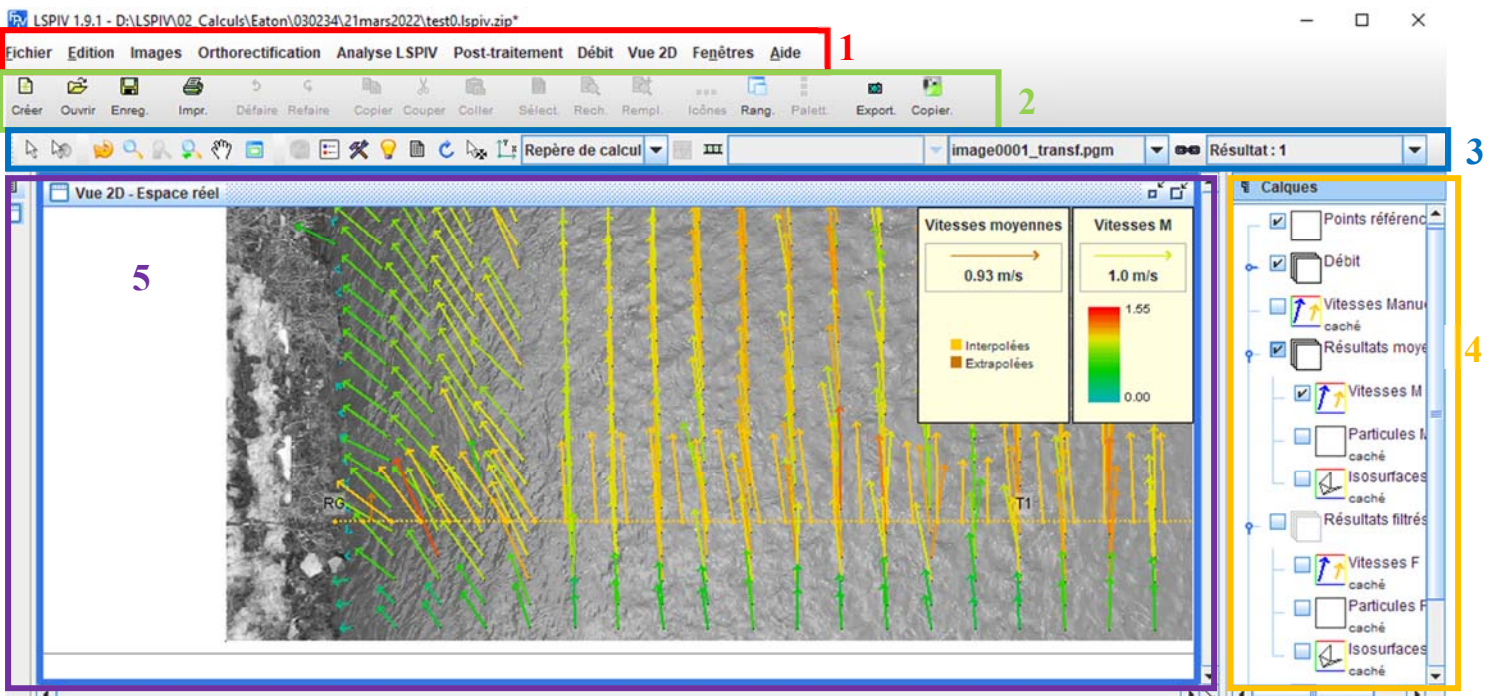 LSPIV 1.9.1 - D:\LSPIV\02_Calculs\Eaton\030234\21mars2022\test0.lspiv.zip*
Fichier Edition Images Orthorectification Analyse LSPIV Post-traitement Débit Vue 2D Fenêtres Aide
1
Créer Ouvrir Enreg. Impr. Défaire Refaire Copier Couper Coller Sélect. Rech. Rempl. Icônes Rang. Palett. Export. Copier.
2
Repère de calcul image0001_transf.pgm Résultat : 1
3
Vue 2D - Espace réel
5
Vitesses moyennes
0.93 m/s
Interpolées
Extrapolées
Vitesses M
1.0 m/s
1.55
0.00
RG
T1
Calques
Points référenc
Débit
Vitesses Manue
caché
Résultats moye
Vitesses M
Particules M
caché
Isosurfaces
caché
Résultats filtrés
Vitesses F
caché
Particules F
caché
Isosurfaces
caché
4